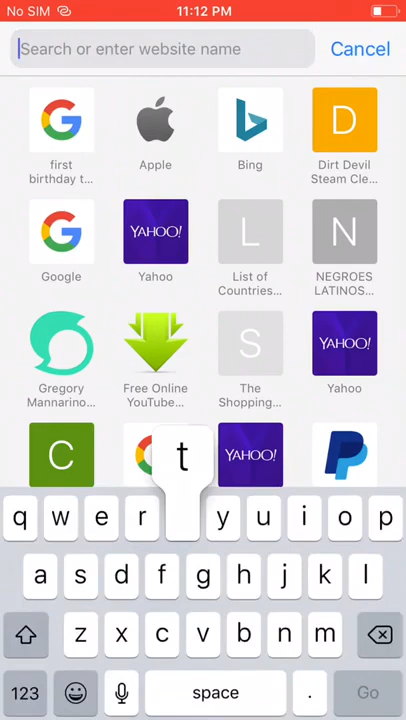 No SIM 11:12 PM
Search or enter website name Cancel
G Apple Bing D
first
birthday t...
Apple
Bing
Dirt Devil
Steam Cle...
G YAHOO! L N
Google
Yahoo
List of
Countries...
NEGROES
LATINOS...
S YAHOO!
Gregory
Mannarino...
Free Online
YouTube...
The
Shopping...
Yahoo
C t YAHOO! P
q w e r y u i o p
a s d f g h j k l
z x c v b n m
123 space . Go